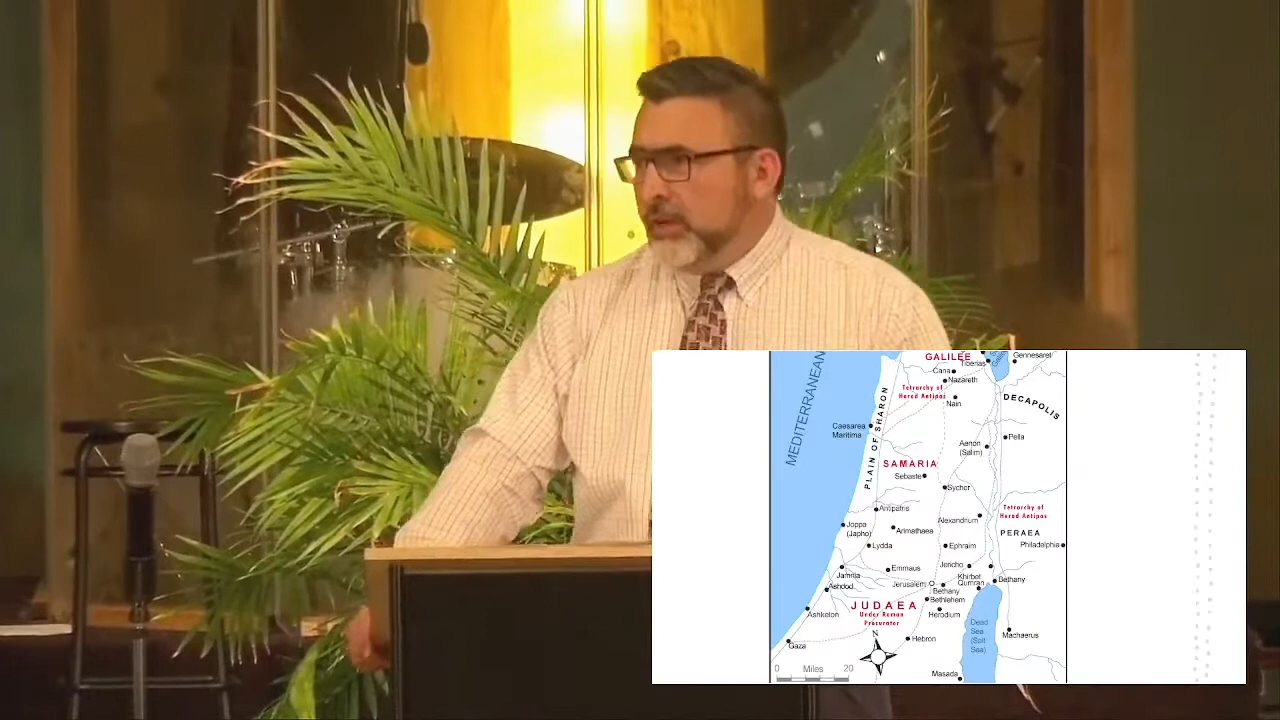 GALILEE
Tiberias
Gennesaret
Cana
Nazareth
Tetrarchy of
Herod Antipas
Nain
DECAPOLIS
MEDITERRANEAN
PLAIN OF SHARON
Caesarea
Maritima
Pella
Aenon
(Salim)
SAMARIA
Sebaste
Sychor
Antipatris
Tetrarchy of
Herod Antipas
Alexandrium
Joppa
(Japho)
Arimathaea
PERAEA
Lydda
Ephraim
Philadelphia
Emmaus
Jericho
Jamnia
Khirbet
Qumran
Bethany
Ashdod
Jerusalem
Bethany
Bethlehem
JUDAEA
Under Roman
Procurator
Ashkelon
Herodium
Dead
Sea
(Salt
Sea)
Machaerus
N
Hebron
Gaza
0 Miles 20
Masada